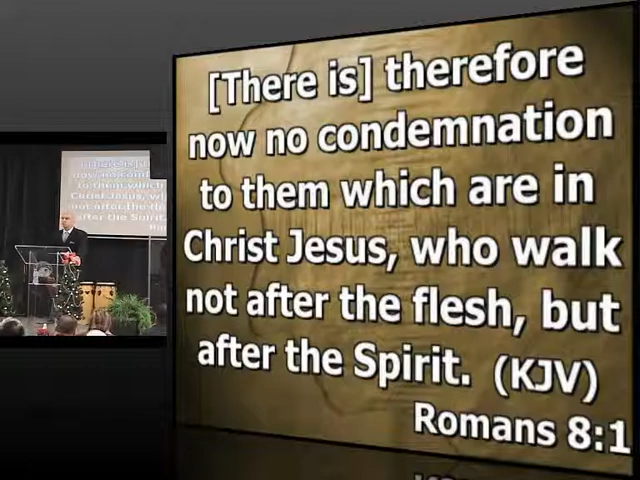 [There is] therefore
now no condemnation
to them which are in
Christ Jesus, who walk
not after the flesh, but
after the Spirit. (KJV)
Romans 8:1